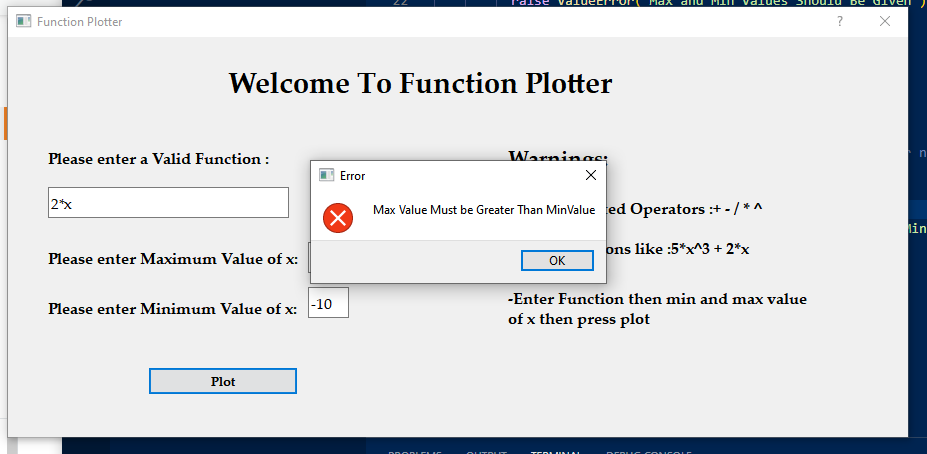 22
raise ValueError("Max and Min Values Should Be Given")
Function Plotter
?
Welcome To Function Plotter
Please enter a Valid Function :
Warnings:
2*x
Error
Max Value Must be Greater Than MinValue
OK
ted Operators :+ - / * ^
ons like :5*x^3 + 2*x
Please enter Maximum Value of x:
Please enter Minimum Value of x:
-10
-Enter Function then min and max value
of x then press plot
Plot
Min
PROBLEMS OUTPUT TERMINAL DEBUG CONSOLE